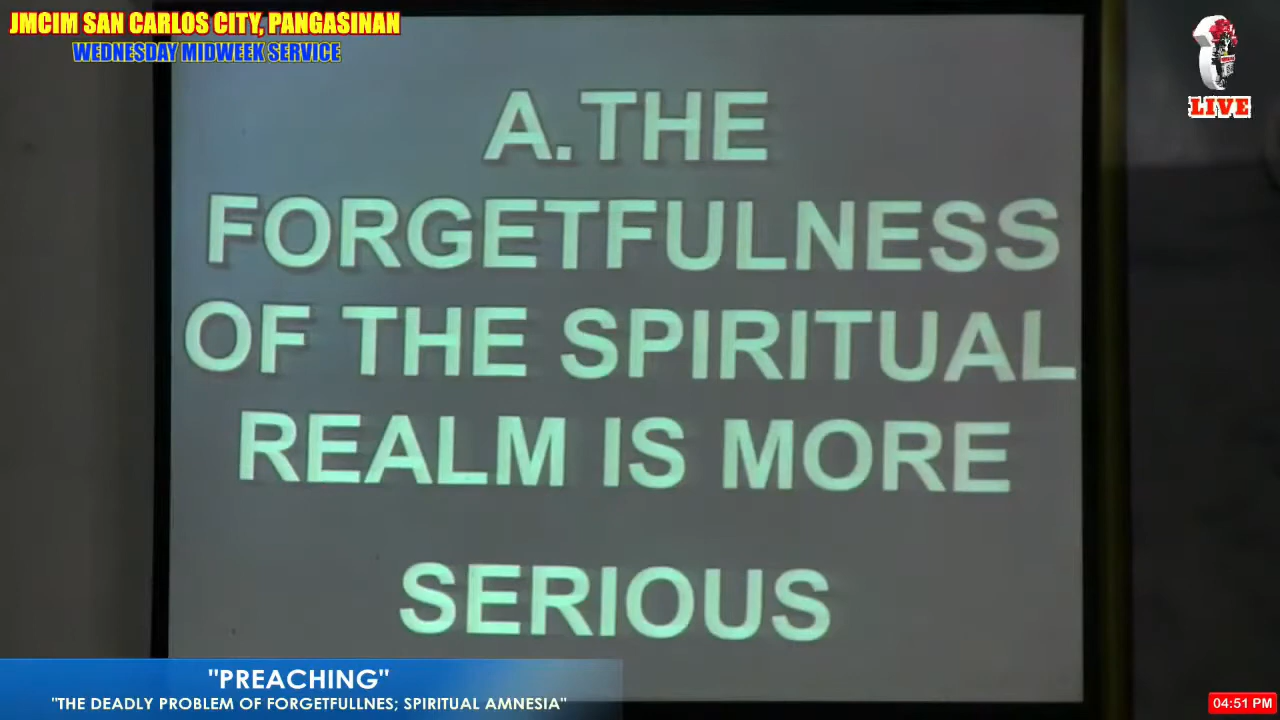 JMCIM SAN CARLOS CITY, PANGASINAN
WEDNESDAY MIDWEEK SERVICE
LIVE
A.THE
FORGETFULNESS
OF THE SPIRITUAL
REALM IS MORE
SERIOUS
"PREACHING"
"THE DEADLY PROBLEM OF FORGETFULLNES; SPIRITUAL AMNESIA"
04:51 PM